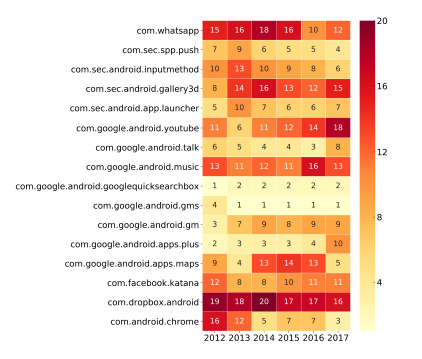 com.whatsapp 15 16 18 16 10 12 20
com.sec.spp.push 7 9 6 5 5 4
com.sec.android.inputmethod 10 13 10 9 8 6
com.sec.android.gallery3d 8 14 16 13 12 15 16
com.sec.android.app.launcher 5 10 7 6 6 7
com.google.android.youtube 11 6 11 12 14 18
com.google.android.talk 6 5 4 4 3 8 12
com.google.android.music 13 11 12 11 16 13
com.google.android.googlequicksearchbox 1 2 2 2 2 2
com.google.android.gms 4 1 1 1 1 1
com.google.android.gm 3 7 9 8 9 9 8
com.google.android.apps.plus 2 3 3 3 4 10
com.google.android.apps.maps 9 4 13 14 13 5
com.facebook.katana 12 8 8 10 11 11 4
com.dropbox.android 19 18 20 17 17 16
com.android.chrome 16 12 5 7 7 3
2012 2013 2014 2015 2016 2017